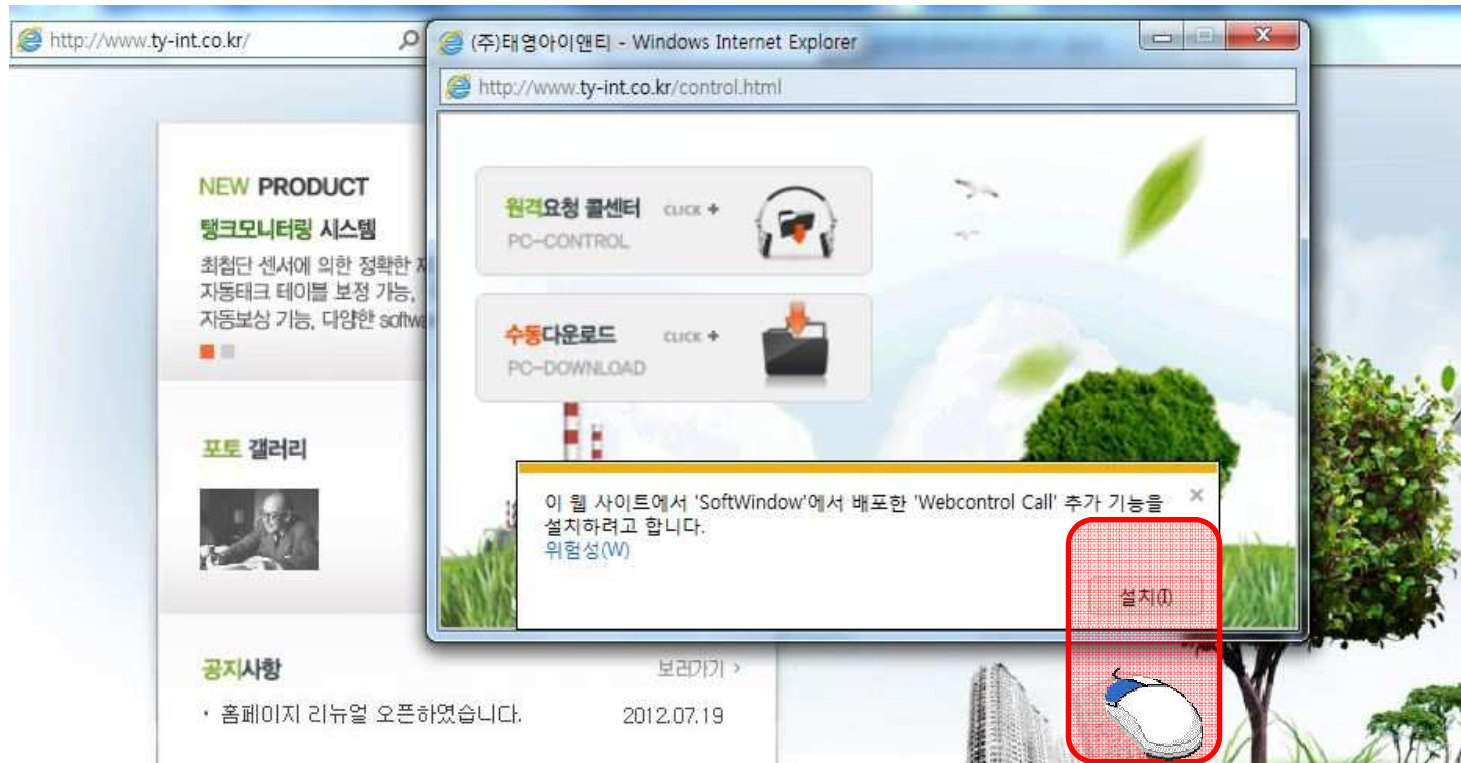 http://www.ty-int.co.kr/
(주)태영아이앤티 - Windows Internet Explorer
http://www.ty-int.co.kr/control.html
NEW PRODUCT
탱크모니터링 시스템
최첨단 센서에 의한 정확한
자동태크 테이블 보정 가능,
자동보상 기능, 다양한 softwa
원격요청 콜센터 CLICK +
PC-CONTROL
수동다운로드 CLICK +
PC-DOWNLOAD
포토 갤러리
이 웹 사이트에서 'SoftWindow'에서 배포한 'Webcontrol Call' 추가 기능을
설치하려고 합니다.
위험성(W)
설치(I)
공지사항 보러가기 >
· 홈페이지 리뉴얼 오픈하였습니다. 2012.07.19